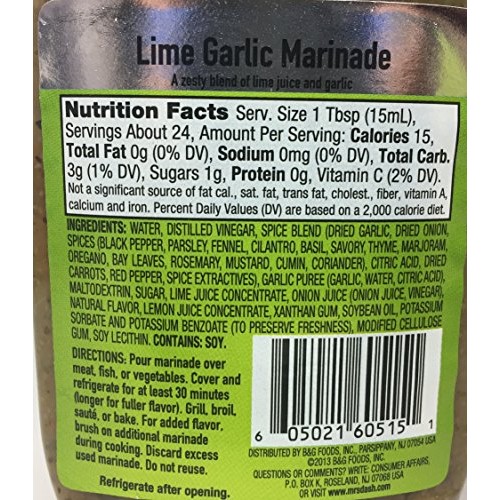 Lime Garlic Marinade
A zesty blend of lime juice and garlic
Nutrition Facts Serv. Size 1 Tbsp (15mL),
Servings About 24, Amount Per Serving: Calories 15,
Total Fat 0g (0% DV), Sodium 0mg (0% DV), Total Carb.
3g (1% DV), Sugars 1g, Protein 0g, Vitamin C (2% DV).
Not a significant source of fat cal., sat. fat, trans fat, cholest., fiber, vitamin A,
calcium and iron. Percent Daily Values (DV) are based on a 2,000 calorie diet.
INGREDIENTS: WATER, DISTILLED VINEGAR, SPICE BLEND (DRIED GARLIC, DRIED ONION,
SPICES (BLACK PEPPER, PARSLEY, FENNEL, CILANTRO, BASIL, SAVORY, THYME, MARJORAM,
OREGANO, BAY LEAVES, ROSEMARY, MUSTARD, CUMIN, CORIANDER), CITRIC ACID, DRIED
CARROTS, RED PEPPER, SPICE EXTRACTIVES), GARLIC PUREE (GARLIC, WATER, CITRIC ACID),
MALTODEXTRIN, SUGAR, LIME JUICE CONCENTRATE, ONION JUICE (ONION JUICE, VINEGAR),
NATURAL FLAVOR, LEMON JUICE CONCENTRATE, XANTHAN GUM, SOYBEAN OIL, POTASSIUM
SORBATE AND POTASSIUM BENZOATE (TO PRESERVE FRESHNESS), MODIFIED CELLULOSE
GUM, SOY LECITHIN. CONTAINS: SOY.
DIRECTIONS: Pour marinade over
meat, fish, or vegetables. Cover and
refrigerate for at least 30 minutes
(longer for fuller flavor). Grill, broil,
sauté, or bake. For added flavor,
brush on additional marinade
during cooking. Discard excess
used marinade. Do not reuse.
Refrigerate after opening.
6 05021 60515 1
DISTRIBUTED BY B&G FOODS, INC., PARSIPPANY, NJ 07054 USA
©2013 B&G FOODS, INC.
QUESTIONS OR COMMENTS? WRITE: CONSUMER AFFAIRS,
P.O. BOX K, ROSELAND, NJ 07068 USA
OR VISIT www.mrsdash.com